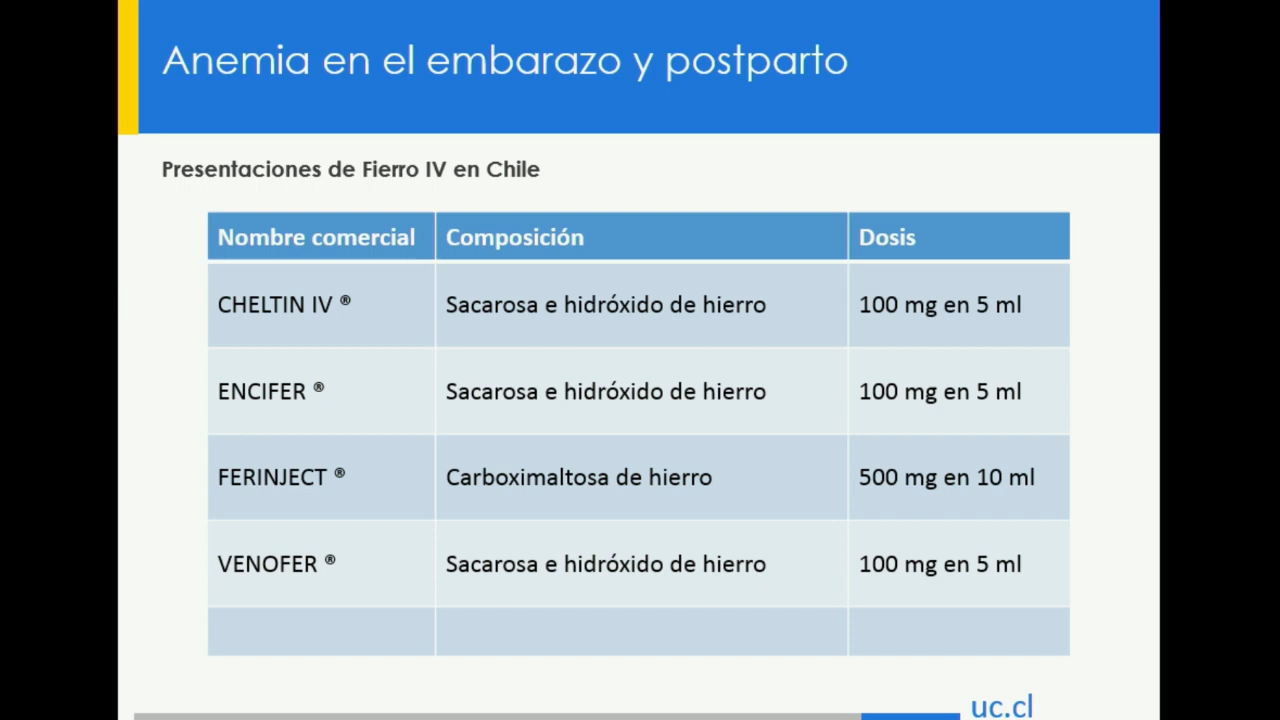 Anemia en el embarazo y postparto
Presentaciones de Fierro IV en Chile
Nombre comercial Composición Dosis
CHELTIN IV ® Sacarosa e hidróxido de hierro 100 mg en 5 ml
ENCIFER ® Sacarosa e hidróxido de hierro 100 mg en 5 ml
FERINJECT ® Carboximaltosa de hierro 500 mg en 10 ml
VENOFER ® Sacarosa e hidróxido de hierro 100 mg en 5 ml
uc.cl